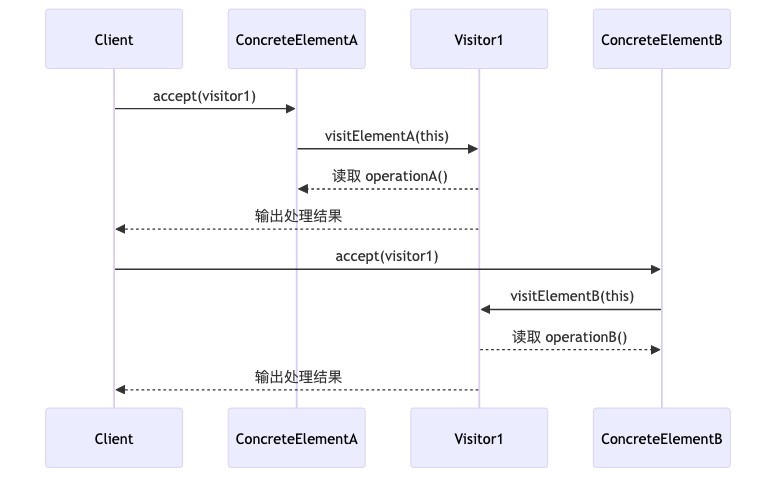 Client
ConcreteElementA
Visitor1
ConcreteElementB
accept(visitor1)
visitElementA(this)
读取 operationA()
输出处理结果
accept(visitor1)
visitElementB(this)
读取 operationB()
输出处理结果
Client
ConcreteElementA
Visitor1
ConcreteElementB